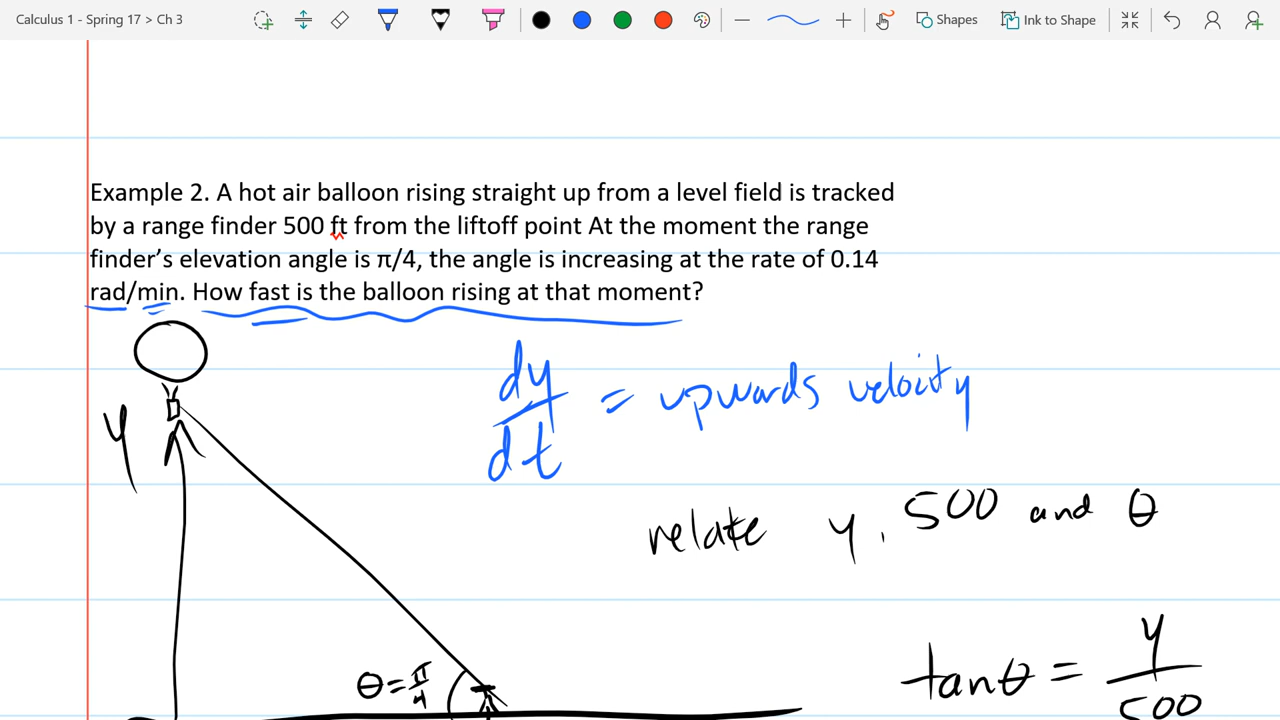 Calculus 1 - Spring 17 > Ch 3
Shapes
Ink to Shape
Example 2. A hot air balloon rising straight up from a level field is tracked
by a range finder 500 ft from the liftoff point At the moment the range
finder’s elevation angle is π/4, the angle is increasing at the rate of 0.14
rad/min. How fast is the balloon rising at that moment?
dy/dt = upwards velocity
y
relate y, 500 and θ
θ = π/4
tanθ = y/500